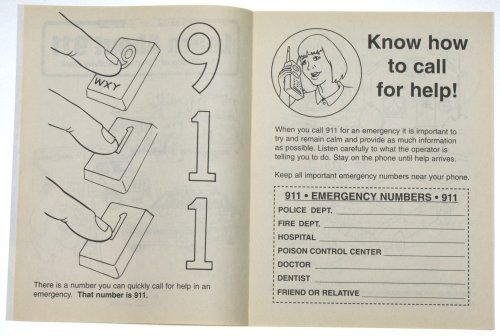 9
WXY
9
1
1
1
1
There is a number you can quickly call for help in an
emergency. That number is 911.
Know how
to call
for help!
When you call 911 for an emergency it is important to
try and remain calm and provide as much information
as possible. Listen carefully to what the operator is
telling you to do. Stay on the phone until help arrives.
Keep all important emergency numbers near your phone.
911 • EMERGENCY NUMBERS • 911
POLICE DEPT.
FIRE DEPT.
HOSPITAL
POISON CONTROL CENTER
DOCTOR
DENTIST
FRIEND OR RELATIVE